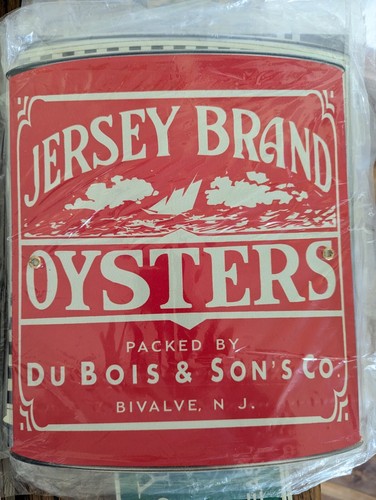 JERSEY BRAND
OYSTERS
PACKED BY
DU BOIS & SON'S CO.
BIVALVE, N J.